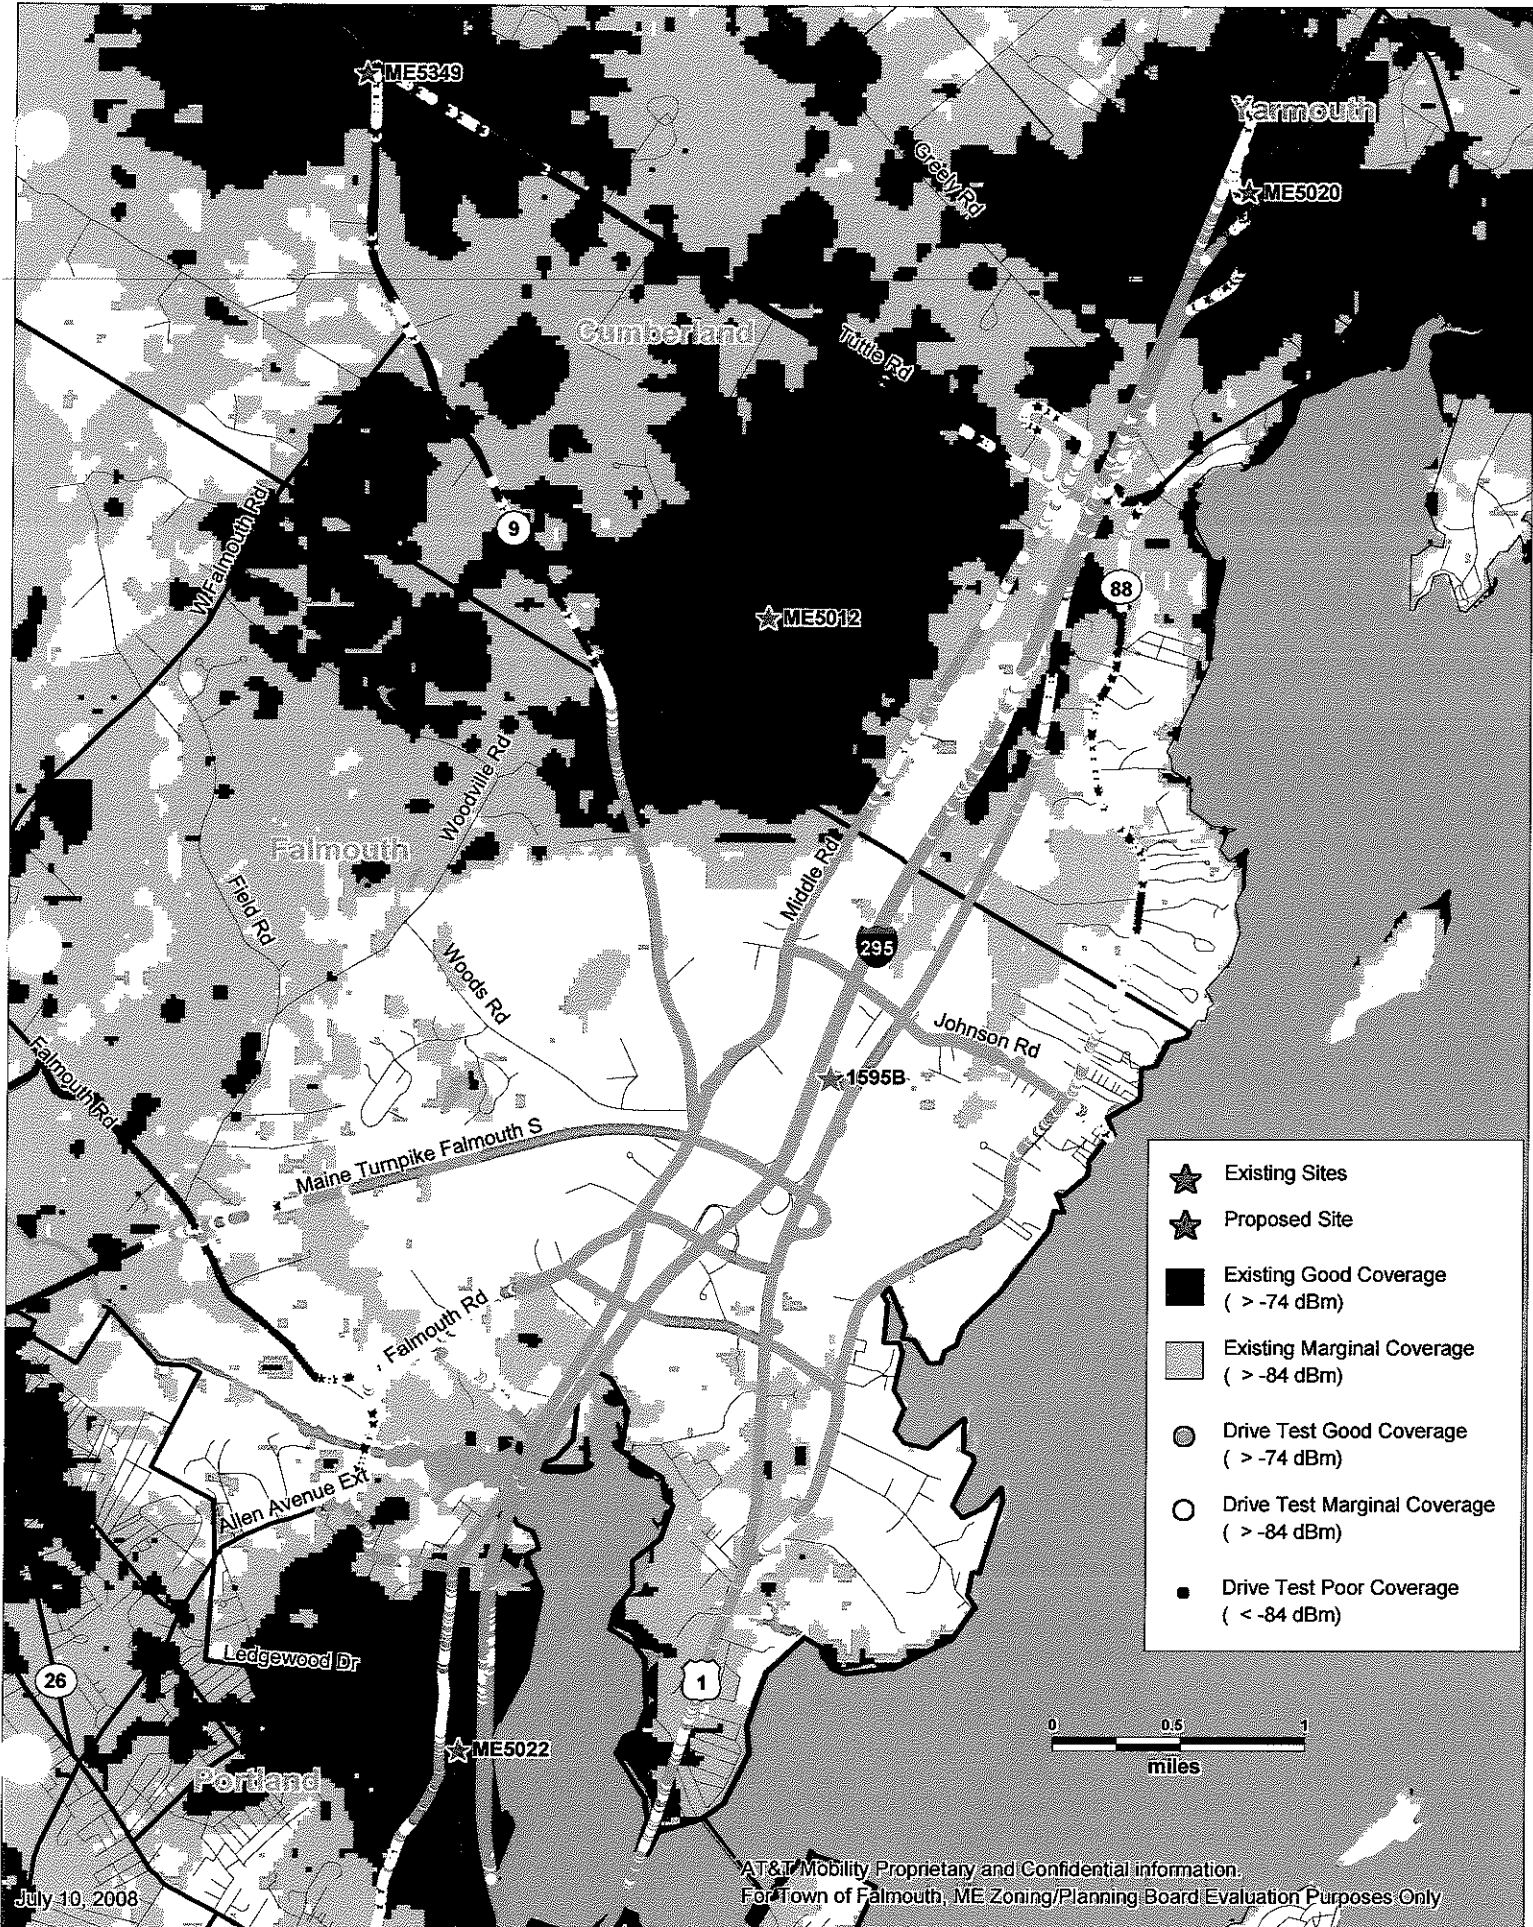 ME5349
Yarmouth
Greely Rd
ME5020
Cumberland
Tuttle Rd
W Falmouth Rd
9
88
ME5012
Woodville Rd
Falmouth
Middle Rd
Field Rd
295
Woods Rd
Johnson Rd
Falmouth Rd
1595B
Maine Turnpike Falmouth S
Falmouth Rd
Allen Avenue Ext
Ledgewood Dr
26
1
ME5022
Portland
Existing Sites
Proposed Site
Existing Good Coverage
( > -74 dBm)
Existing Marginal Coverage
( > -84 dBm)
Drive Test Good Coverage
( > -74 dBm)
Drive Test Marginal Coverage
( > -84 dBm)
Drive Test Poor Coverage
( < -84 dBm)
0 0.5 1
miles
AT&T Mobility Proprietary and Confidential information.
For Town of Falmouth, ME Zoning/Planning Board Evaluation Purposes Only
July 10, 2008